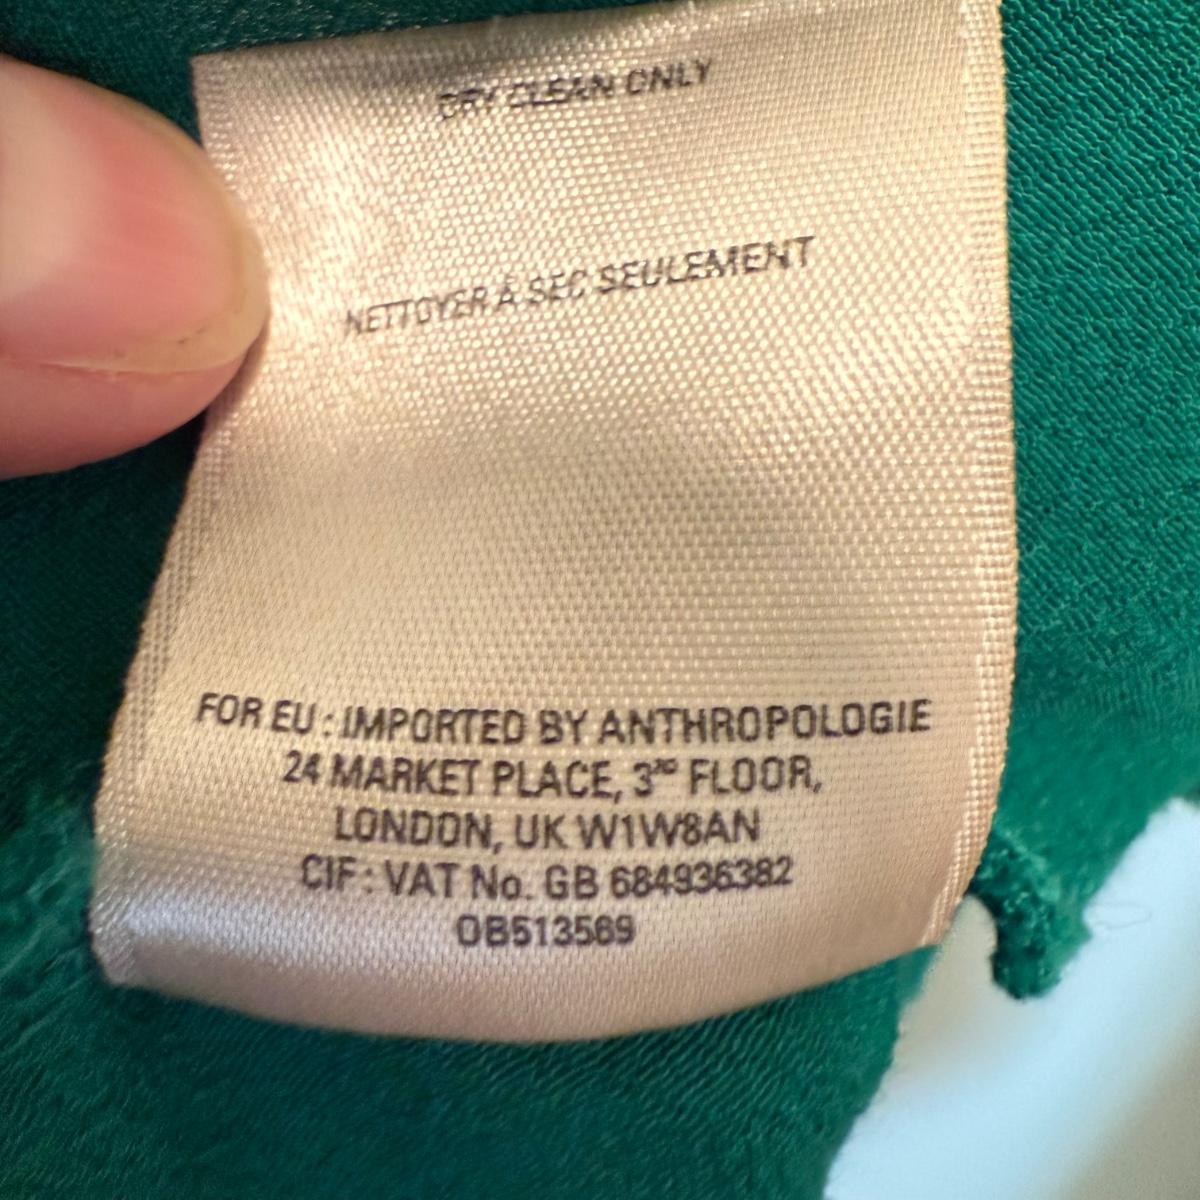 DRY CLEAN ONLY
NETTOYER À SEC SEULEMENT
FOR EU : IMPORTED BY ANTHROPOLOGIE
24 MARKET PLACE, 3RD FLOOR,
LONDON, UK W1W8AN
CIF : VAT No. GB 684936382
OB513569